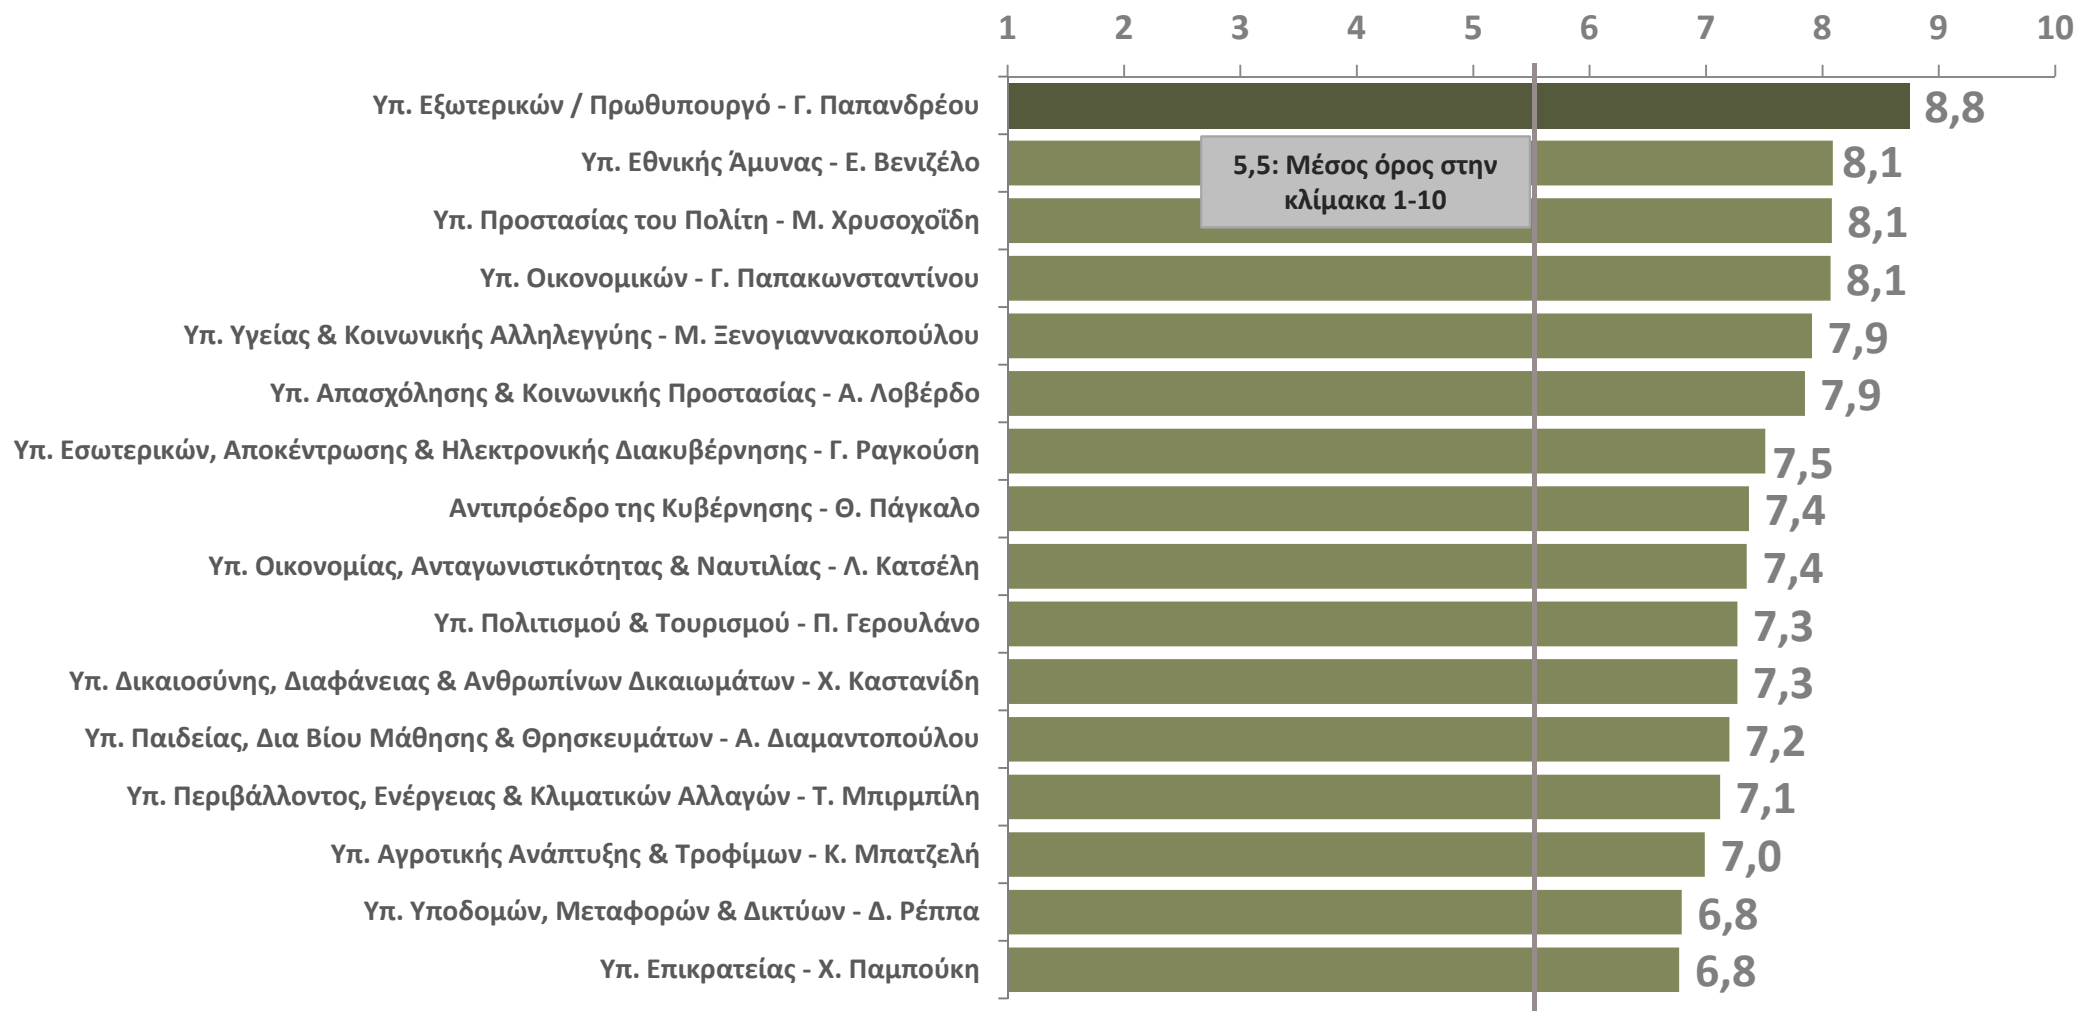 1 2 3 4 5 6 7 8 9 10
Υπ. Εξωτερικών / Πρωθυπουργό - Γ. Παπανδρέου 8,8
Υπ. Εθνικής Άμυνας - Ε. Βενιζέλο 8,1
5,5: Μέσος όρος στην
κλίμακα 1-10
Υπ. Προστασίας του Πολίτη - Μ. Χρυσοχοΐδη 8,1
Υπ. Οικονομικών - Γ. Παπακωνσταντίνου 8,1
Υπ. Υγείας & Κοινωνικής Αλληλεγγύης - Μ. Ξενογιαννακοπούλου 7,9
Υπ. Απασχόλησης & Κοινωνικής Προστασίας - Α. Λοβέρδο 7,9
Υπ. Εσωτερικών, Αποκέντρωσης & Ηλεκτρονικής Διακυβέρνησης - Γ. Ραγκούση 7,5
Αντιπρόεδρο της Κυβέρνησης - Θ. Πάγκαλο 7,4
Υπ. Οικονομίας, Ανταγωνιστικότητας & Ναυτιλίας - Λ. Κατσέλη 7,4
Υπ. Πολιτισμού & Τουρισμού - Π. Γερουλάνο 7,3
Υπ. Δικαιοσύνης, Διαφάνειας & Ανθρωπίνων Δικαιωμάτων - Χ. Καστανίδη 7,3
Υπ. Παιδείας, Δια Βίου Μάθησης & Θρησκευμάτων - Α. Διαμαντοπούλου 7,2
Υπ. Περιβάλλοντος, Ενέργειας & Κλιματικών Αλλαγών - Τ. Μπιρμπίλη 7,1
Υπ. Αγροτικής Ανάπτυξης & Τροφίμων - Κ. Μπατζελή 7,0
Υπ. Υποδομών, Μεταφορών & Δικτύων - Δ. Ρέππα 6,8
Υπ. Επικρατείας - Χ. Παμπούκη 6,8